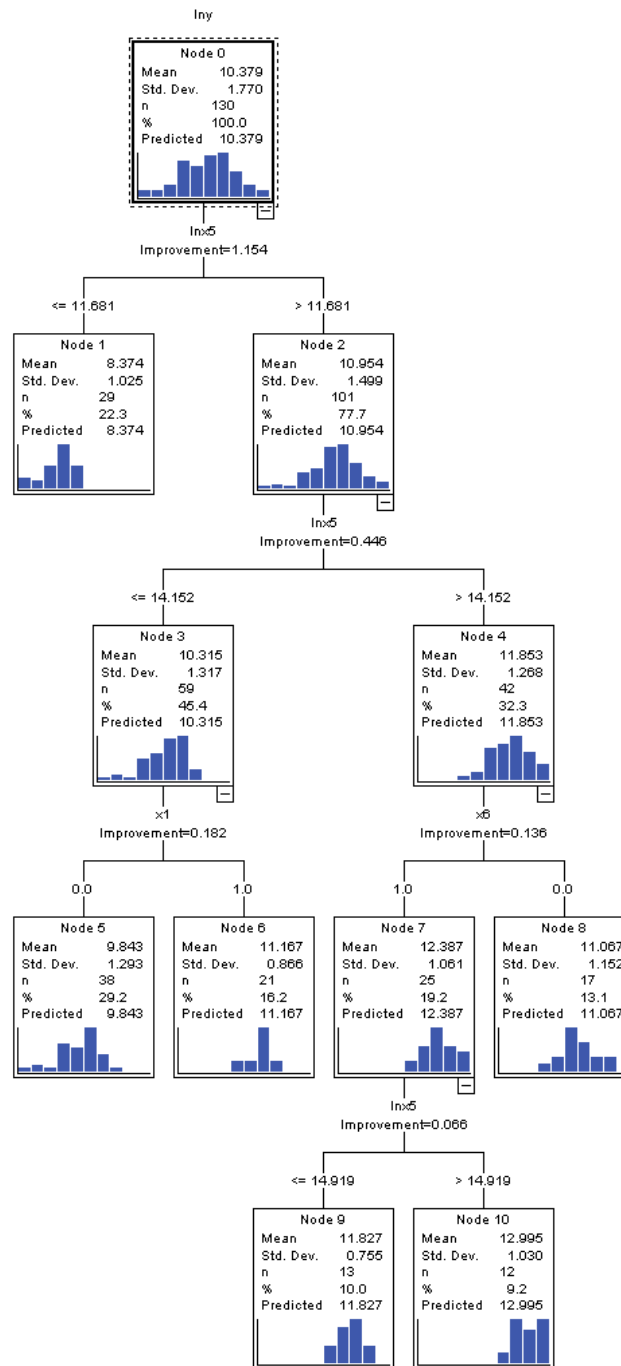 lny
Node 0
Mean 10.379
Std. Dev. 1.770
n 130
% 100.0
Predicted 10.379
lnx5
Improvement=1.154
<= 11.681 > 11.681
Node 1
Mean 8.374
Std. Dev. 1.025
n 29
% 22.3
Predicted 8.374
Node 2
Mean 10.954
Std. Dev. 1.499
n 101
% 77.7
Predicted 10.954
lnx5
Improvement=0.446
<= 14.152 > 14.152
Node 3
Mean 10.315
Std. Dev. 1.317
n 59
% 45.4
Predicted 10.315
Node 4
Mean 11.853
Std. Dev. 1.268
n 42
% 32.3
Predicted 11.853
x1
Improvement=0.182
x6
Improvement=0.136
0.0 1.0 1.0 0.0
Node 5
Mean 9.843
Std. Dev. 1.293
n 38
% 29.2
Predicted 9.843
Node 6
Mean 11.167
Std. Dev. 0.866
n 21
% 16.2
Predicted 11.167
Node 7
Mean 12.387
Std. Dev. 1.061
n 25
% 19.2
Predicted 12.387
Node 8
Mean 11.067
Std. Dev. 1.152
n 17
% 13.1
Predicted 11.067
lnx5
Improvement=0.066
<= 14.919 > 14.919
Node 9
Mean 11.827
Std. Dev. 0.755
n 13
% 10.0
Predicted 11.827
Node 10
Mean 12.995
Std. Dev. 1.030
n 12
% 9.2
Predicted 12.995